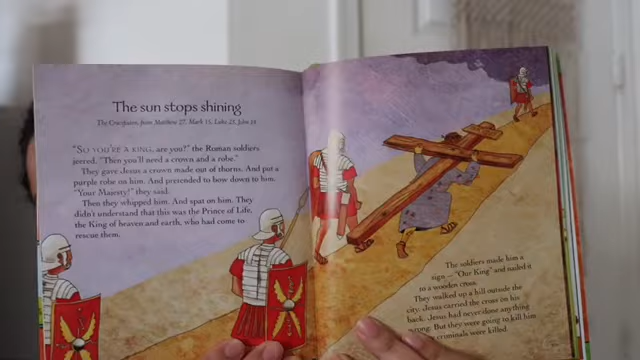 The sun stops shining
The Crucifixion, from Matthew 27, Mark 15, Luke 23, John 19
"SO YOU'RE A KING, are you?" the Roman soldiers
jeered. "Then you'll need a crown and a robe."
They gave Jesus a crown made out of thorns. And put a
purple robe on him. And pretended to bow down to him.
"Your Majesty!" they said.
Then they whipped him. And spat on him. They
didn't understand that this was the Prince of Life,
the King of heaven and earth, who had come to
rescue them.
The soldiers made him a
sign — "Our King" and nailed it
to a wooden cross.
They walked up a hill outside the
city. Jesus carried the cross on his
back. Jesus had never done anything
wrong. But they were going to kill him
criminals were killed.